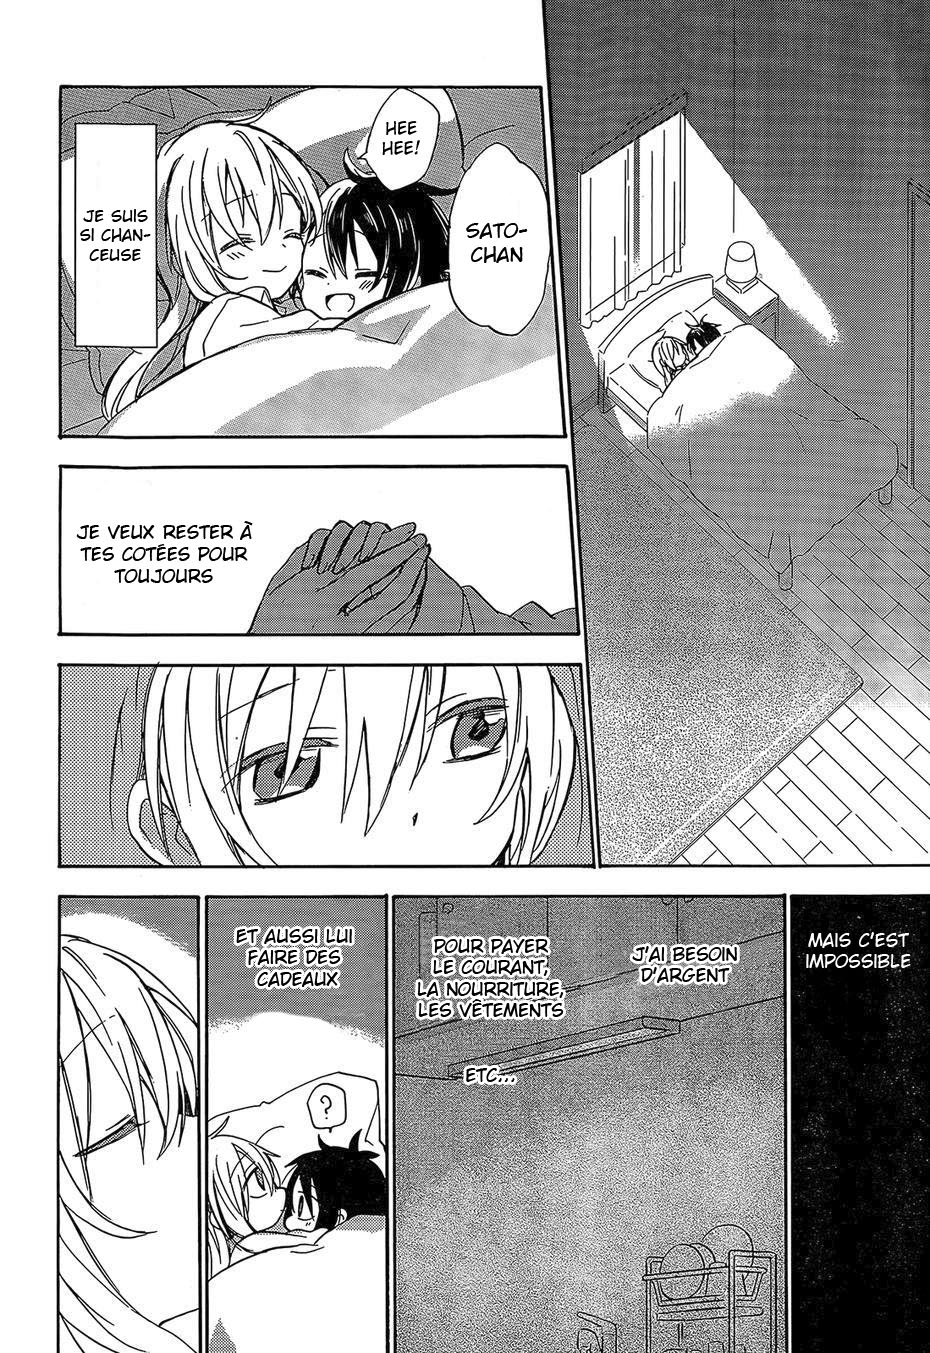 HEE
HEE!
SATO-
CHAN
JE SUIS
SI CHAN-
CEUSE
JE VEUX RESTER À
TES COTÉES POUR
TOUJOURS
MAIS C'EST
IMPOSSIBLE
J'AI BESOIN
D'ARGENT
POUR PAYER
LE COURANT,
LA NOURRITURE,
LES VÊTEMENTS
ETC...
ET AUSSI LUI
FAIRE DES
CADEAUX
?